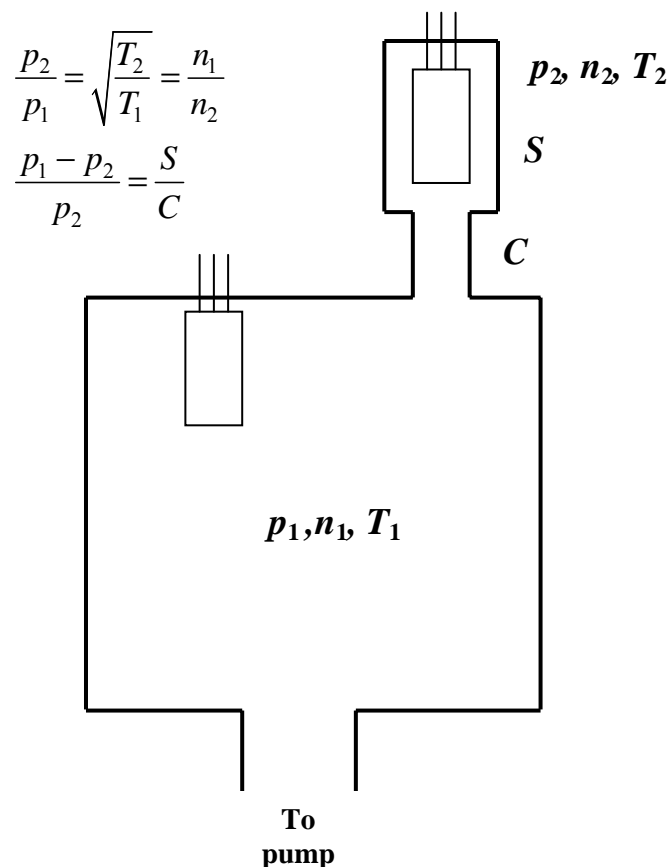 p₂/p₁ = √(T₂/T₁) = n₁/n₂
(p₁ − p₂)/p₂ = S/C
p₂, n₂, T₂
S
C
p₁ ,n₁, T₁
To
pump